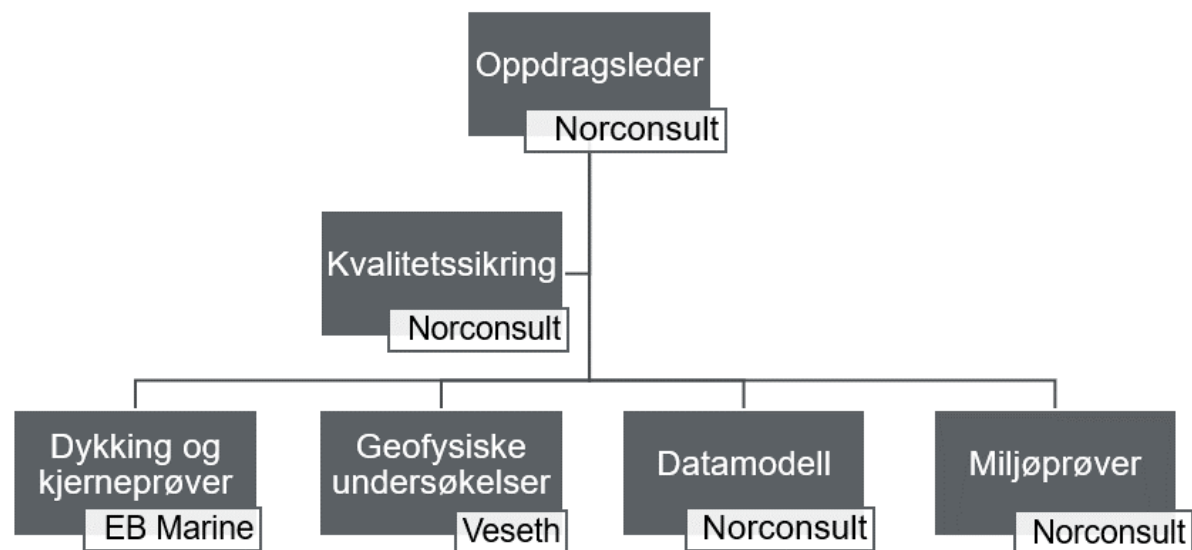 Oppdragsleder
Norconsult
Kvalitetssikring
Norconsult
Dykking og
kjerneprøver
EB Marine
Geofysiske
undersøkelser
Veseth
Datamodell
Norconsult
Miljøprøver
Norconsult